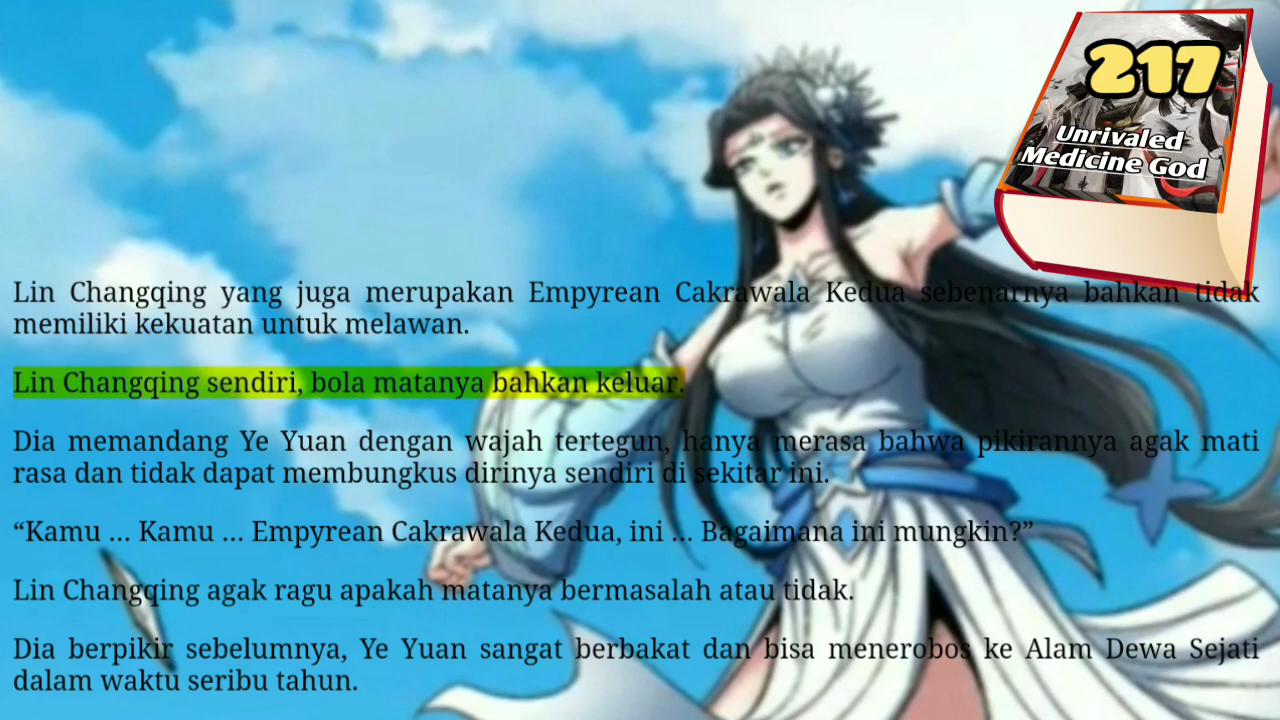 217
Unrivaled
Medicine God
Lin Changqing yang juga merupakan Empyrean Cakrawala Kedua sebenarnya bahkan tidak
memiliki kekuatan untuk melawan.
Lin Changqing sendiri, bola matanya bahkan keluar.
Dia memandang Ye Yuan dengan wajah tertegun, hanya merasa bahwa pikirannya agak mati
rasa dan tidak dapat membungkus dirinya sendiri di sekitar ini.
“Kamu … Kamu … Empyrean Cakrawala Kedua, ini … Bagaimana ini mungkin?”
Lin Changqing agak ragu apakah matanya bermasalah atau tidak.
Dia berpikir sebelumnya, Ye Yuan sangat berbakat dan bisa menerobos ke Alam Dewa Sejati
dalam waktu seribu tahun.